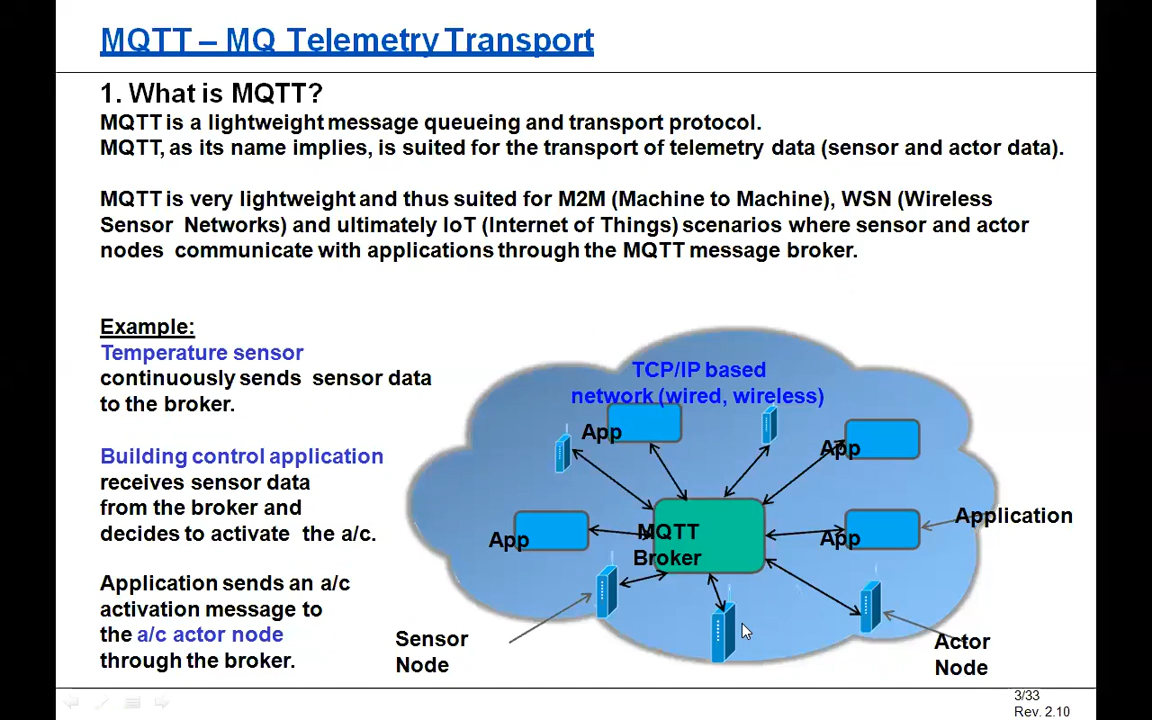 MQTT – MQ Telemetry Transport
1. What is MQTT?
MQTT is a lightweight message queueing and transport protocol.
MQTT, as its name implies, is suited for the transport of telemetry data (sensor and actor data).
MQTT is very lightweight and thus suited for M2M (Machine to Machine), WSN (Wireless
Sensor Networks) and ultimately IoT (Internet of Things) scenarios where sensor and actor
nodes communicate with applications through the MQTT message broker.
Example:
Temperature sensor
continuously sends sensor data
to the broker.
Building control application
receives sensor data
from the broker and
decides to activate the a/c.
Application sends an a/c
activation message to
the a/c actor node
through the broker.
TCP/IP based
network (wired, wireless)
App
App
App
App
MQTT
Broker
Application
Sensor
Node
Actor
Node
3/33
Rev. 2.10